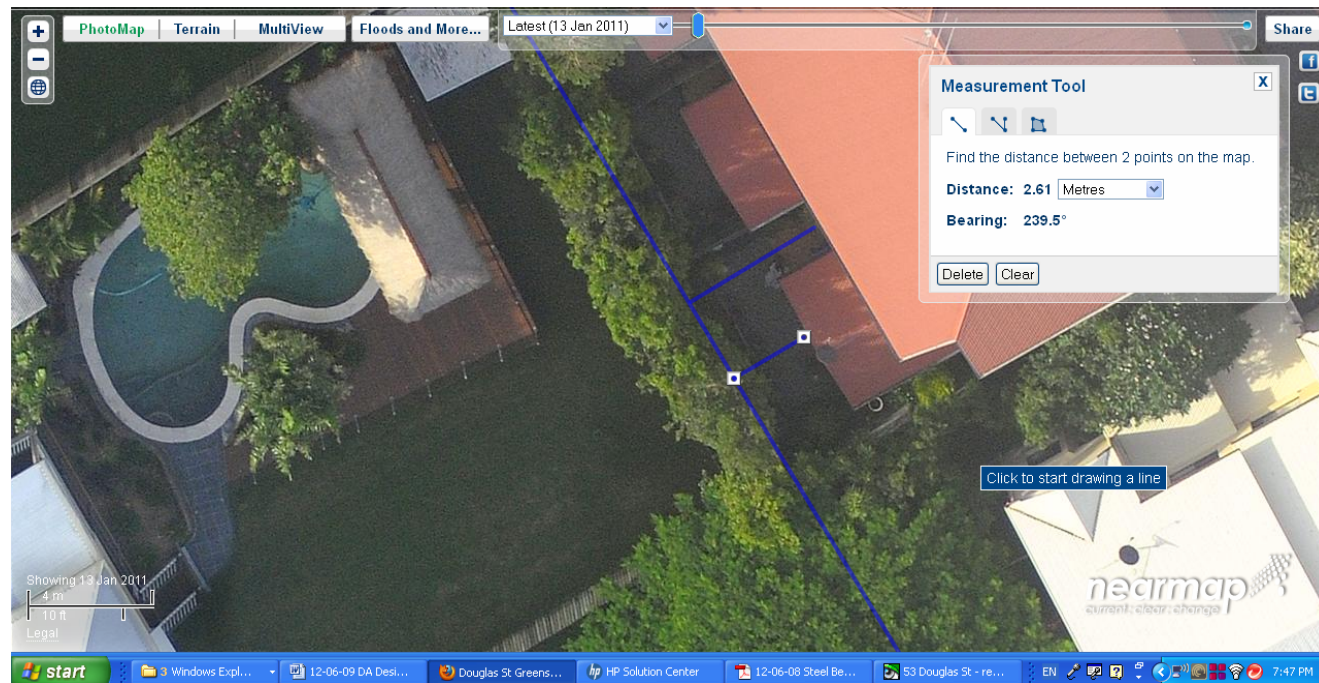 PhotoMap Terrain MultiView Floods and More... Latest (13 Jan 2011) Share
Measurement Tool X
Find the distance between 2 points on the map.
Distance: 2.61 Metres
Bearing: 239.5°
Delete Clear
Click to start drawing a line
Showing 13 Jan 2011
4 m
10 ft
Legal
nearmap
current:clear:change
start 3 Windows Expl... 12-06-09 DA Desi... Douglas St Greens... HP Solution Center 12-06-08 Steel Be... 53 Douglas St - re... EN 7:47 PM